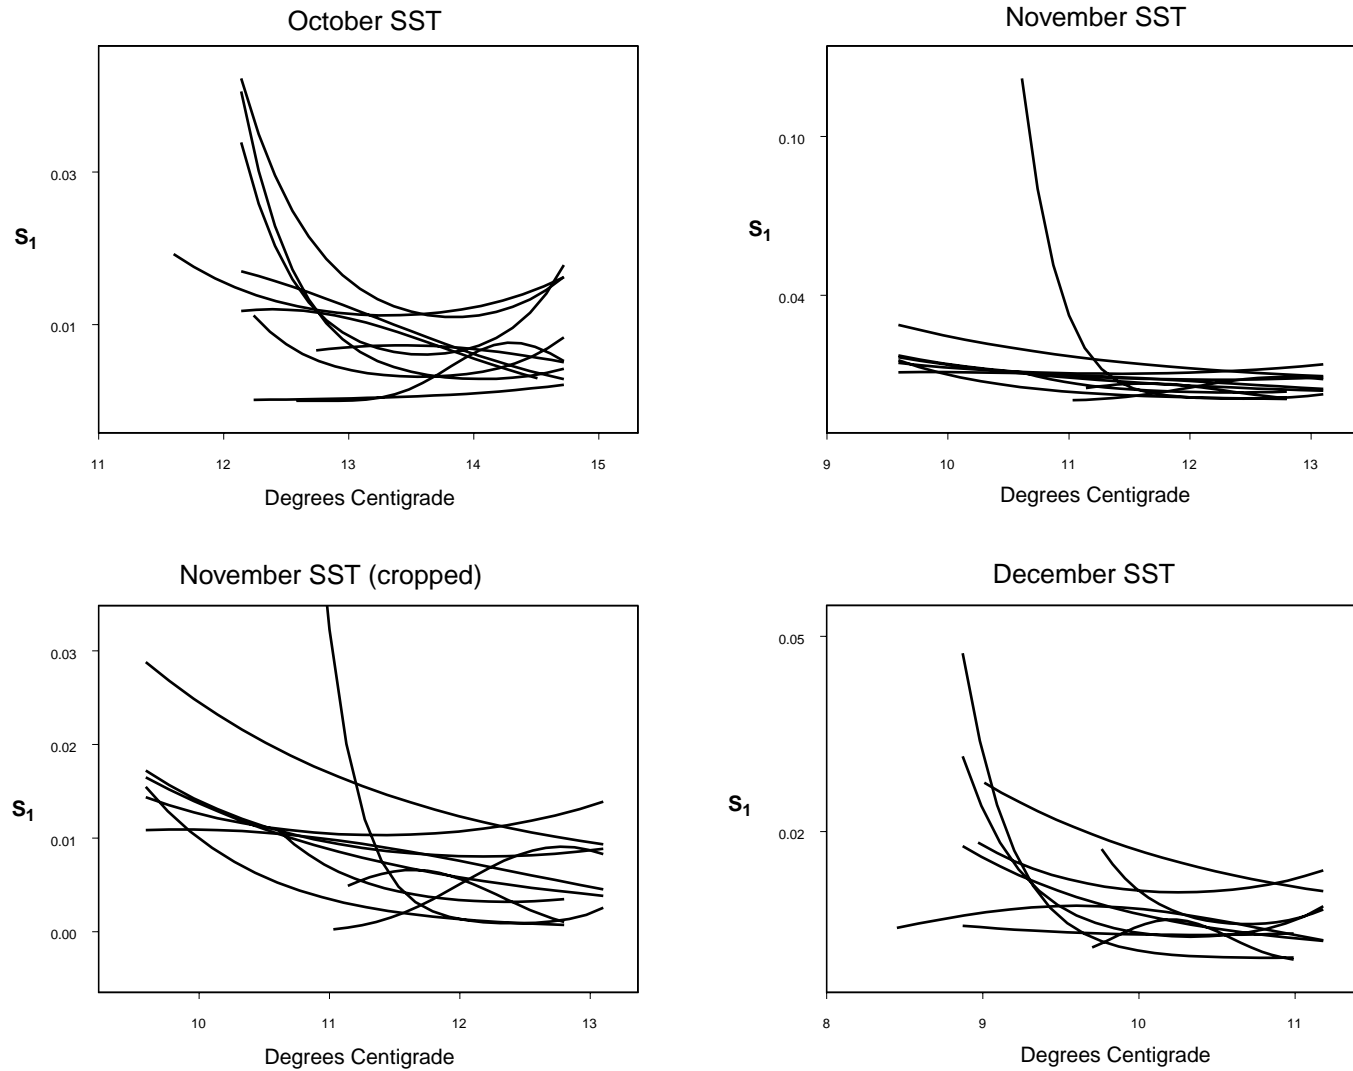 October SST
0.03
S1
0.01
11 12 13 14 15
Degrees Centigrade
November SST
0.10
S1
0.04
9 10 11 12 13
Degrees Centigrade
November SST (cropped)
0.03
0.02
S1
0.01
0.00
10 11 12 13
Degrees Centigrade
December SST
0.05
S1
0.02
8 9 10 11
Degrees Centigrade